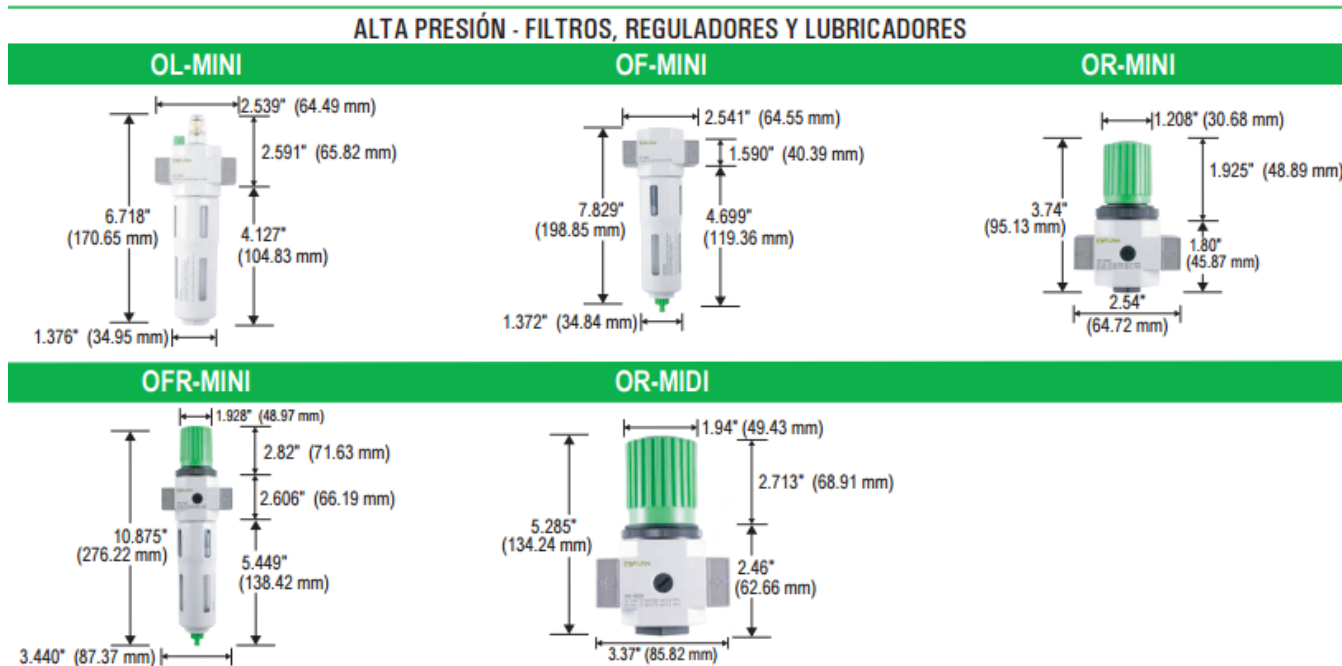 ALTA PRESIÓN - FILTROS, REGULADORES Y LUBRICADORES
OL-MINI
OF-MINI
OR-MINI
2.539" (64.49 mm)
2.591" (65.82 mm)
6.718"
(170.65 mm)
4.127"
(104.83 mm)
1.376" (34.95 mm)
2.541" (64.55 mm)
1.590" (40.39 mm)
7.829"
(198.85 mm)
4.699"
(119.36 mm)
1.372" (34.84 mm)
1.208" (30.68 mm)
1.925" (48.89 mm)
3.74"
(95.13 mm)
1.80"
(45.87 mm)
2.54"
(64.72 mm)
OFR-MINI
OR-MIDI
1.928" (48.97 mm)
2.82" (71.63 mm)
2.606" (66.19 mm)
10.875"
(276.22 mm)
5.449"
(138.42 mm)
3.440" (87.37 mm)
1.94" (49.43 mm)
2.713" (68.91 mm)
5.285"
(134.24 mm)
2.46"
(62.66 mm)
3.37" (85.82 mm)